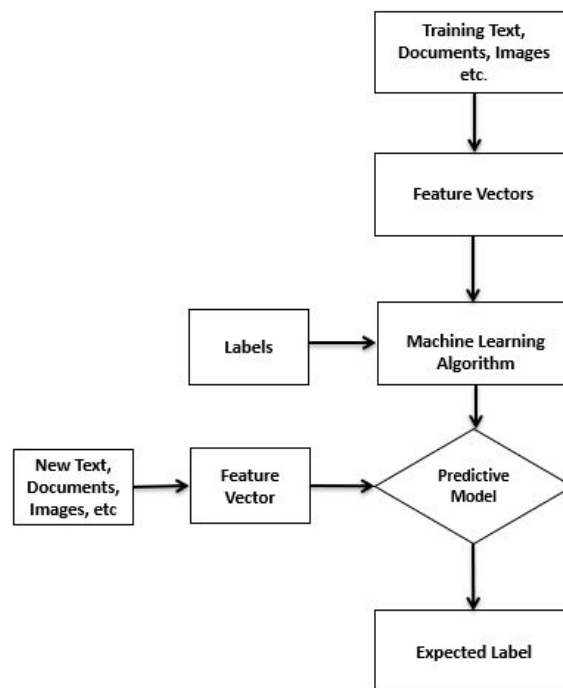 Training Text,
Documents, Images
etc.
Feature Vectors
Labels
Machine Learning
Algorithm
New Text,
Documents,
Images, etc
Feature
Vector
Predictive
Model
Expected Label